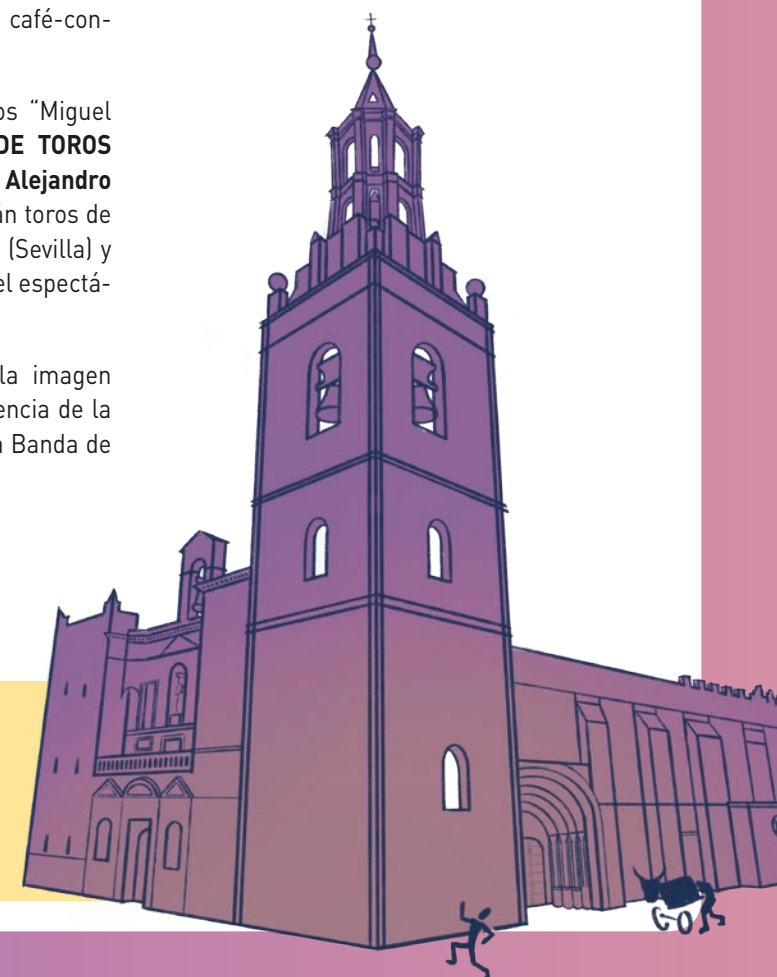 café-con-
os “Miguel
DE TOROS
Alejandro
án toros de
(Sevilla) y
el espectá-
la imagen
encia de la
a Banda de